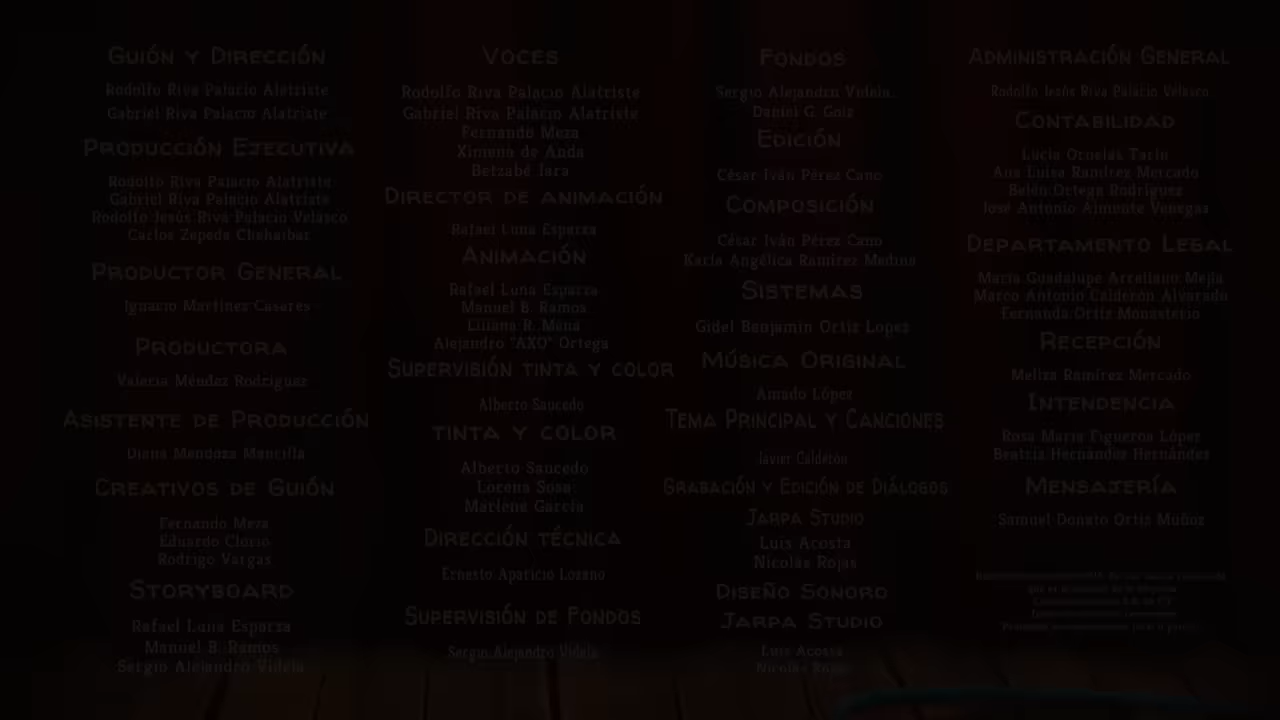 Guión y Dirección
Rodolfo Riva Palacio Alatriste
Gabriel Riva Palacio Alatriste
Producción Ejecutiva
Rodolfo Riva Palacio Alatriste
Gabriel Riva Palacio Alatriste
Rodolfo Jesús Riva Palacio Velasco
Carlos Zepeda Chehaibar
Productor General
Ignacio Martínez Casares
Productora
Valeria Méndez Rodríguez
Asistente de Producción
Diana Mendoza Mancilla
Creativos de Guión
Fernando Meza
Eduardo Clorio
Rodrigo Vargas
Storyboard
Rafael Luna Esparza
Manuel B. Ramos
Sergio Alejandro Videla
Voces
Rodolfo Riva Palacio Alatriste
Gabriel Riva Palacio Alatriste
Fernando Meza
Ximena de Anda
Betzabé Jara
Director de animación
Rafael Luna Esparza
Animación
Rafael Luna Esparza
Manuel B. Ramos
Liliana R. Mena
Alejandro "AXO" Ortega
Supervisión tinta y color
Alberto Saucedo
Tinta y color
Alberto Saucedo
Lorena Sosa
Marlene García
Dirección técnica
Ernesto Aparicio Lozano
Supervisión de Fondos
Sergio Alejandro Videla
Fondos
Sergio Alejandro Videla
Daniel G.
Edición
César Iván Pérez Cano
Composición
César Iván Pérez Cano
Karla Angélica Ramírez Medina
Sistemas
Gidel Benjamin Ortiz Lopez
Música Original
Amado López
Tema Principal y Canciones
Javier Calderón
Grabación y Edición de Diálogos
Jarpa Studio
Luis Acosta
Nicolás Rojas
Diseño Sonoro
Jarpa Studio
Luis Acosta
Nicolás Rojas
Administración General
Rodolfo Jesús Riva Palacio Velasco
Contabilidad
Lucia Ornelas Tarin
Ana Luisa Ramírez Mercado
Belén Ortega Rodríguez
José Antonio Aimonte Venegas
Departamento Legal
María Guadalupe Arrellano Mejía
Marco Antonio Calderón Alvarado
Fernanda Ortiz Monasterio
Recepción
Meliza Ramírez Mercado
Intendencia
Rosa María Figueroa López
Beatriz Hernández Hernández
Mensajería
Samuel Donato Ortiz Muñoz